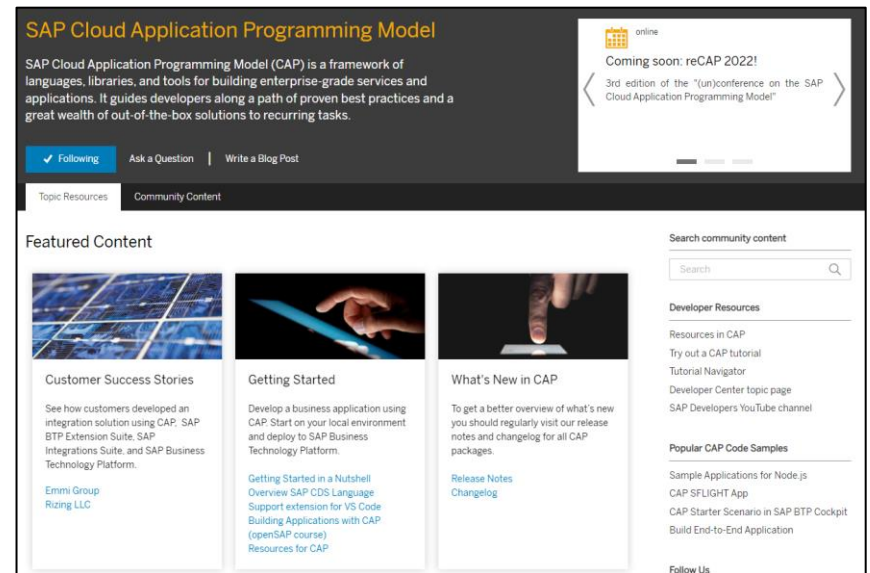 SAP Cloud Application Programming Model
SAP Cloud Application Programming Model (CAP) is a framework of
languages, libraries, and tools for building enterprise-grade services and
applications. It guides developers along a path of proven best practices and a
great wealth of out-of-the-box solutions to recurring tasks.
Following
Ask a Question
Write a Blog Post
online
Coming soon: reCAP 2022!
3rd edition of the "(un)conference on the SAP
Cloud Application Programming Model"
Topic Resources
Community Content
Featured Content
Customer Success Stories
See how customers developed an
integration solution using CAP, SAP
BTP Extension Suite, SAP
Integrations Suite, and SAP Business
Technology Platform.
Emmi Group
Rizing LLC
Getting Started
Develop a business application using
CAP. Start on your local environment
and deploy to SAP Business
Technology Platform.
Getting Started in a Nutshell
Overview SAP CDS Language
Support extension for VS Code
Building Applications with CAP
(openSAP course)
Resources for CAP
What's New in CAP
To get a better overview of what's new
you should regularly visit our release
notes and changelog for all CAP
packages.
Release Notes
Changelog
Search community content
Search
Developer Resources
Resources in CAP
Try out a CAP tutorial
Tutorial Navigator
Developer Center topic page
SAP Developers YouTube channel
Popular CAP Code Samples
Sample Applications for Node.js
CAP SFLIGHT App
CAP Starter Scenario in SAP BTP Cockpit
Build End-to-End Application
Follow Us